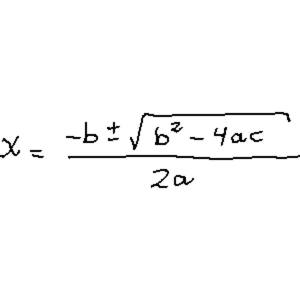 x = -b ± √(b² - 4ac) / 2a